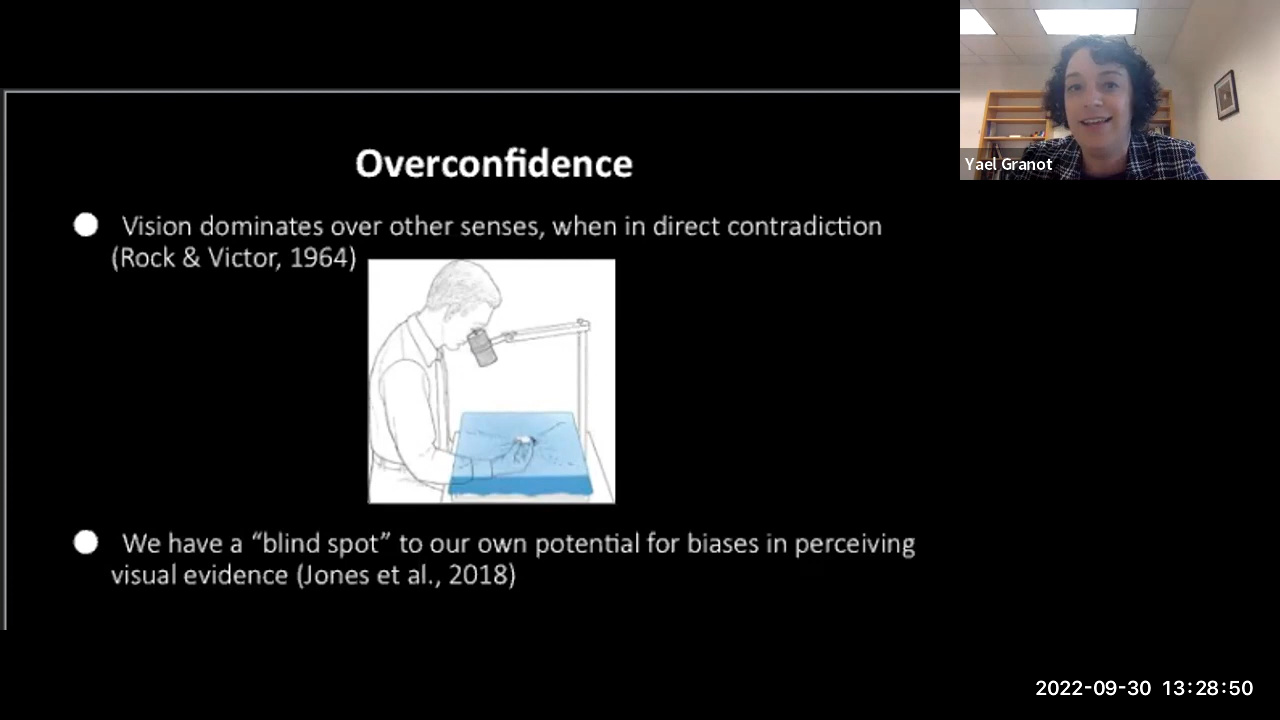 Yael Granot
Overconfidence
Vision dominates over other senses, when in direct contradiction
(Rock & Victor, 1964)
We have a “blind spot” to our own potential for biases in perceiving
visual evidence (Jones et al., 2018)
2022-09-30 13:28:50